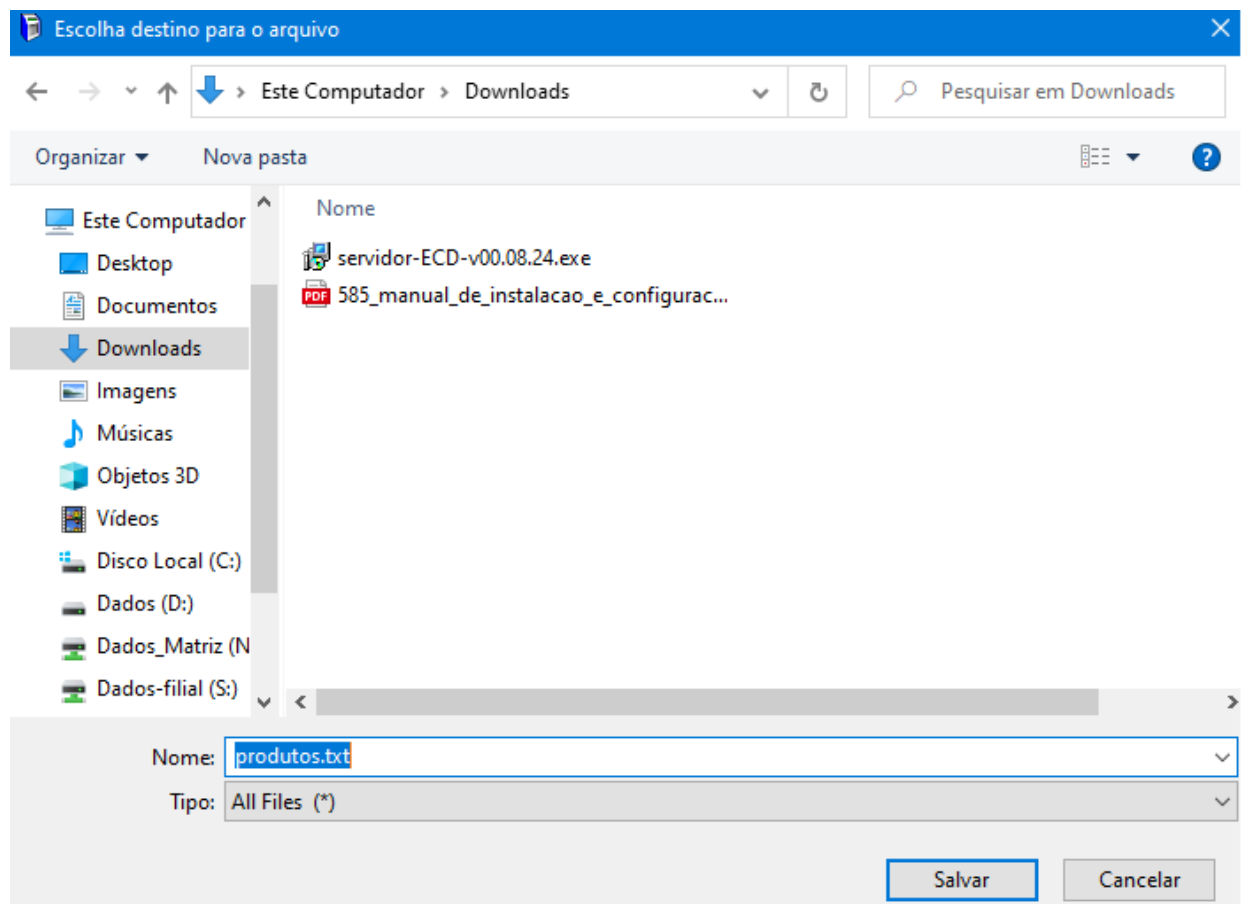 Escolha destino para o arquivo
Este Computador > Downloads
Pesquisar em Downloads
Organizar
Nova pasta
Este Computador
Desktop
Documentos
Downloads
Imagens
Músicas
Objetos 3D
Vídeos
Disco Local (C:)
Dados (D:)
Dados_Matriz (N
Dados-filial (S:)
Nome
servidor-ECD-v00.08.24.exe
PDF 585_manual_de_instalacao_e_configurac...
Nome: produtos.txt
Tipo: All Files (*)
Salvar
Cancelar